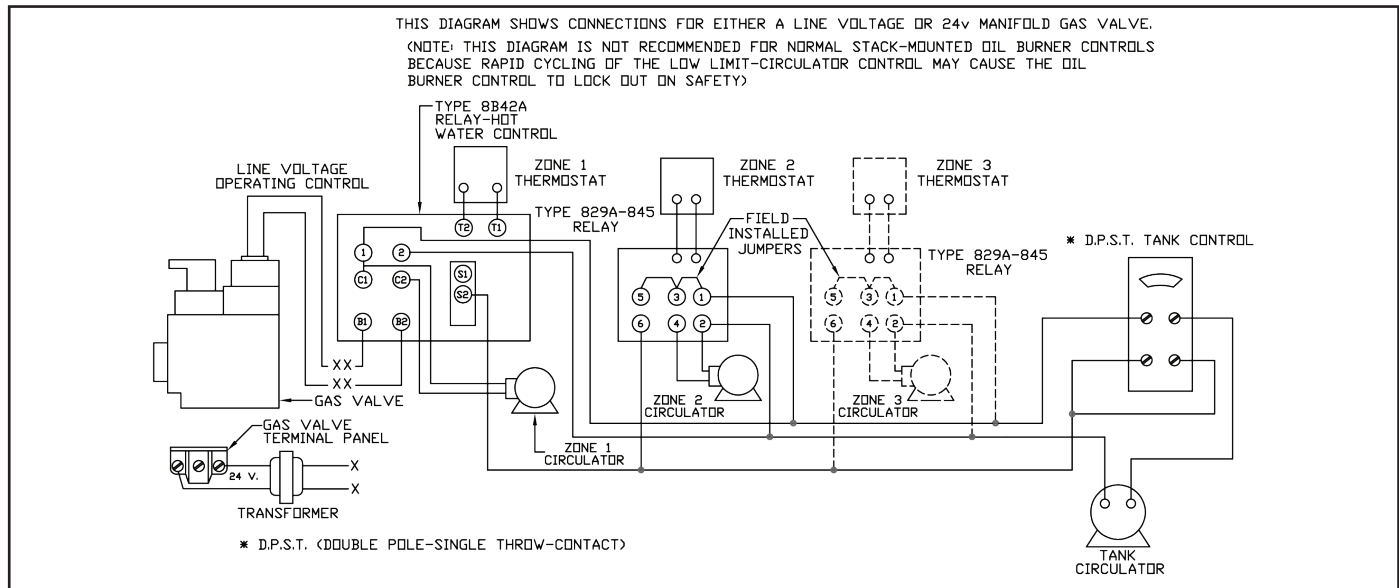 THIS DIAGRAM SHOWS CONNECTIONS FOR EITHER A LINE VOLTAGE OR 24v MANIFOLD GAS VALVE.
(NOTE: THIS DIAGRAM IS NOT RECOMMENDED FOR NORMAL STACK-MOUNTED OIL BURNER CONTROLS
BECAUSE RAPID CYCLING OF THE LOW LIMIT-CIRCULATOR CONTROL MAY CAUSE THE OIL
BURNER CONTROL TO LOCK OUT ON SAFETY)
TYPE 8B42A
RELAY-HOT
WATER CONTROL
LINE VOLTAGE
OPERATING CONTROL
ZONE 1
THERMOSTAT
ZONE 2
THERMOSTAT
ZONE 3
THERMOSTAT
TYPE 829A-845
RELAY
FIELD
INSTALLED
JUMPERS
TYPE 829A-845
RELAY
* D.P.S.T. TANK CONTROL
T2 T1
1 2
C1 C2
S1
S2
B1 B2
5 3 1
6 4 2
5 3 1
6 4 2
XX
XX
GAS VALVE
ZONE 1
CIRCULATOR
ZONE 2
CIRCULATOR
ZONE 3
CIRCULATOR
GAS VALVE
TERMINAL PANEL
24 V.
X
X
TRANSFORMER
TANK
CIRCULATOR
* D.P.S.T. (DOUBLE POLE-SINGLE THROW-CONTACT)